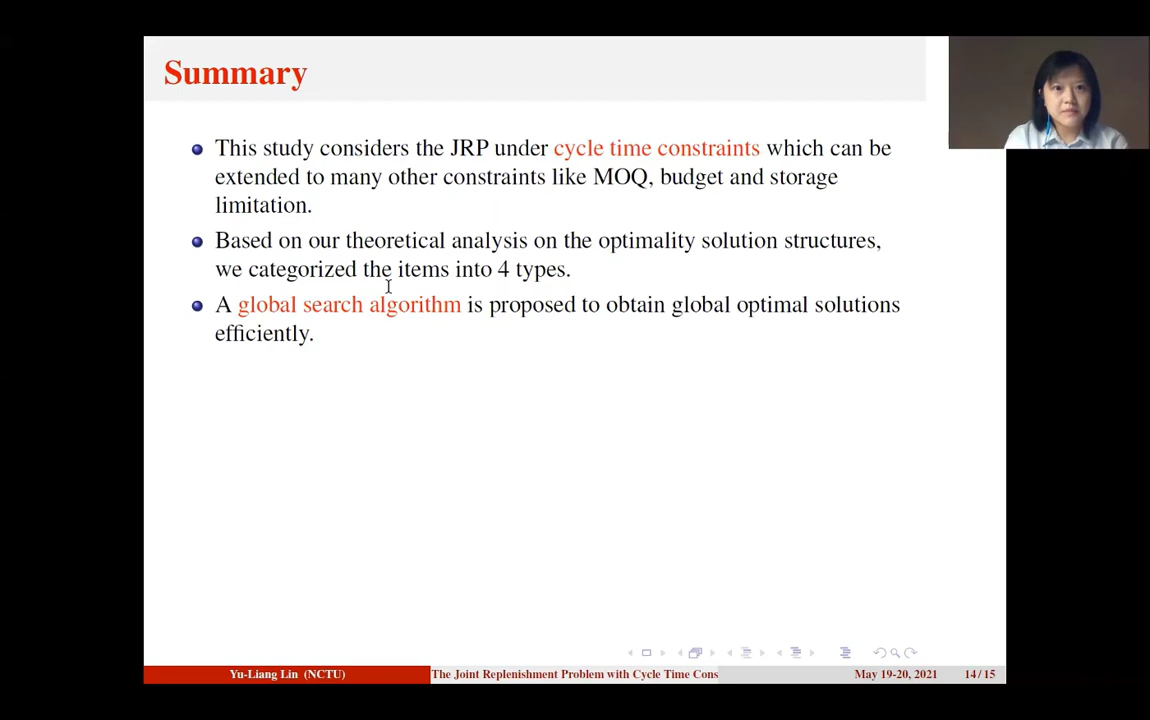 Summary
This study considers the JRP under cycle time constraints which can be
extended to many other constraints like MOQ, budget and storage
limitation.
Based on our theoretical analysis on the optimality solution structures,
we categorized the items into 4 types.
A global search algorithm is proposed to obtain global optimal solutions
efficiently.
Yu-Liang Lin (NCTU)
The Joint Replenishment Problem with Cycle Time Cons
May 19-20, 2021
14/15